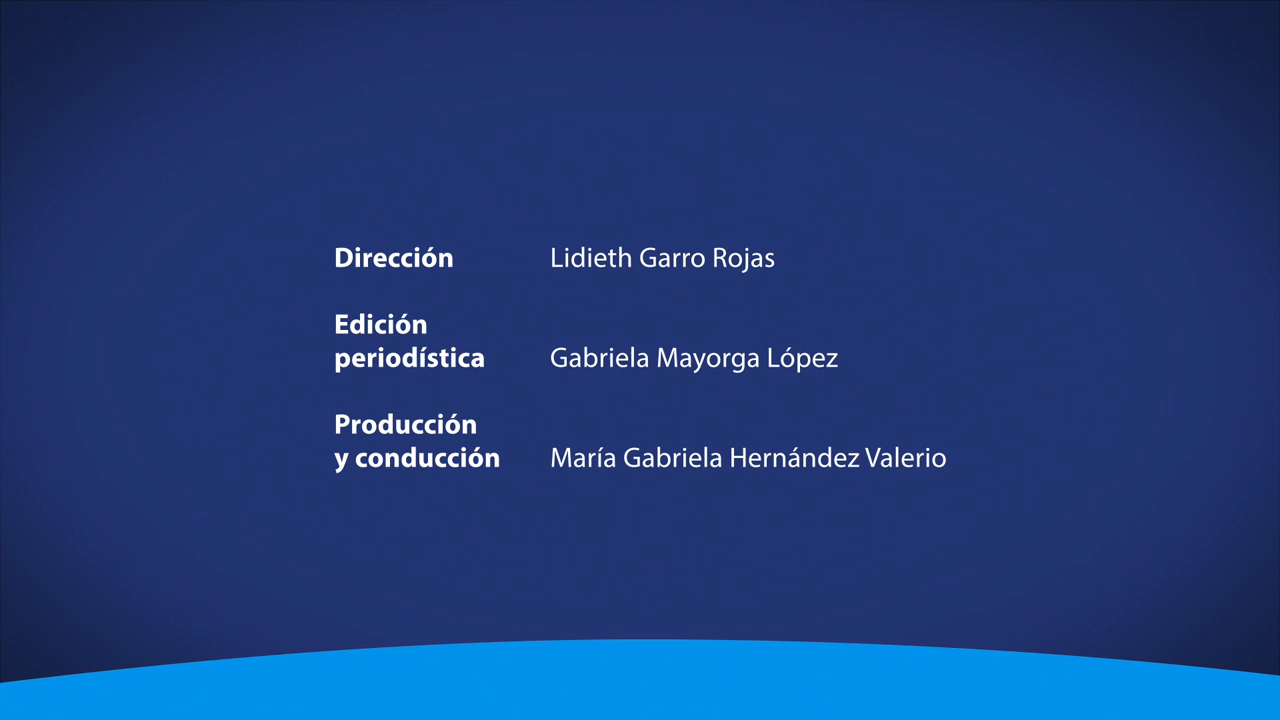 Dirección Lidieth Garro Rojas
Edición
periodística Gabriela Mayorga López
Producción
y conducción María Gabriela Hernández Valerio